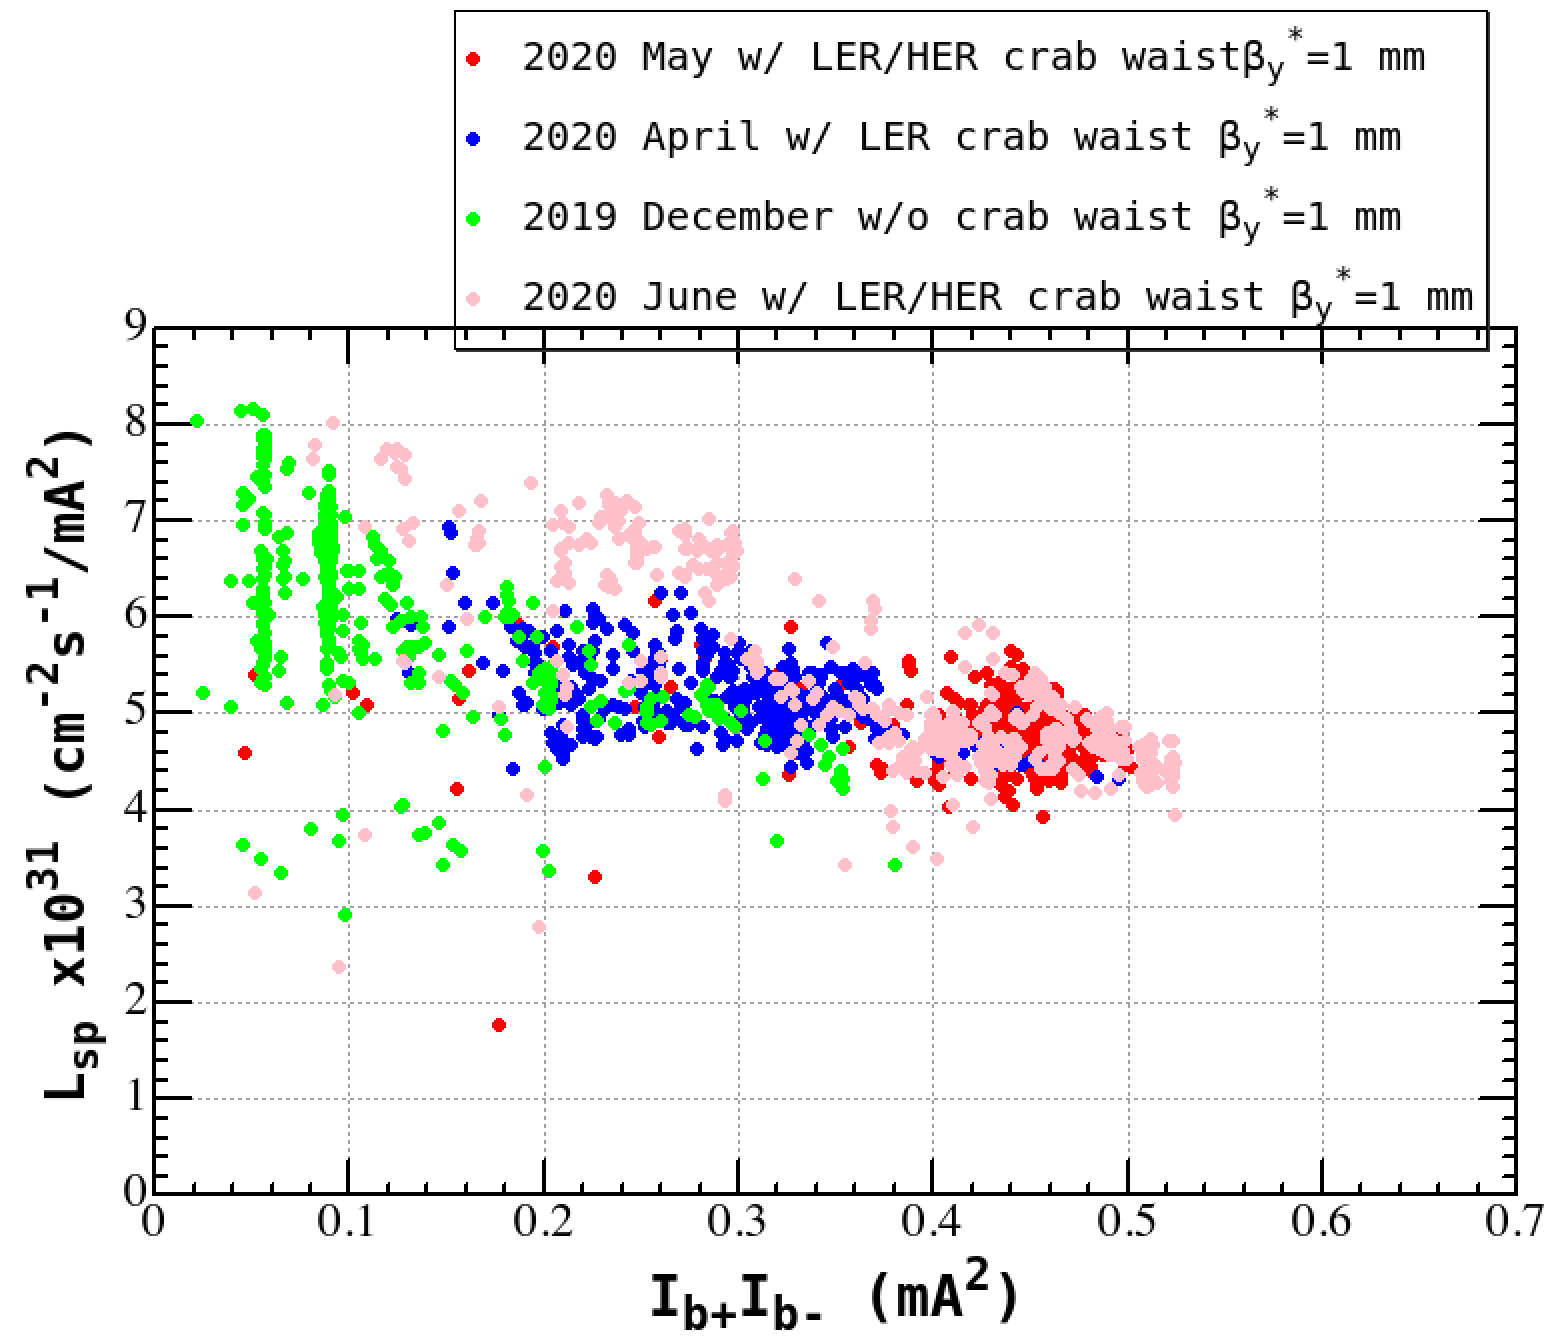 2020 May w/ LER/HER crab waistβy*=1 mm
2020 April w/ LER crab waist βy*=1 mm
2019 December w/o crab waist βy*=1 mm
2020 June w/ LER/HER crab waist βy*=1 mm
9
8
7
6
5
4
3
2
1
0
Lsp x10^31 (cm^-2s^-1/mA^2)
0 0.1 0.2 0.3 0.4 0.5 0.6 0.7
Ib+Ib- (mA^2)